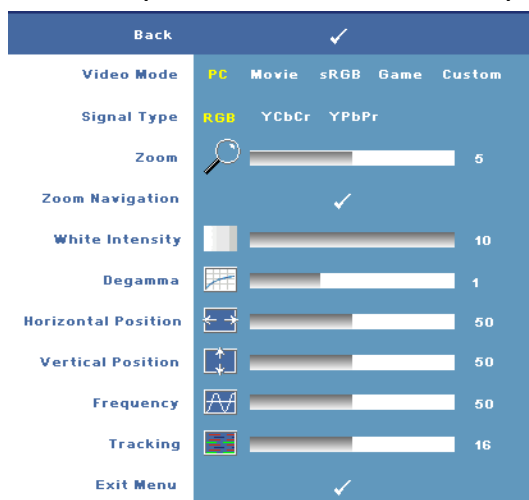 Back
Video Mode PC Movie sRGB Game Custom
Signal Type RGB YCbCr YPbPr
Zoom 5
Zoom Navigation
White Intensity 10
Degamma 1
Horizontal Position 50
Vertical Position 50
Frequency 50
Tracking 16
Exit Menu